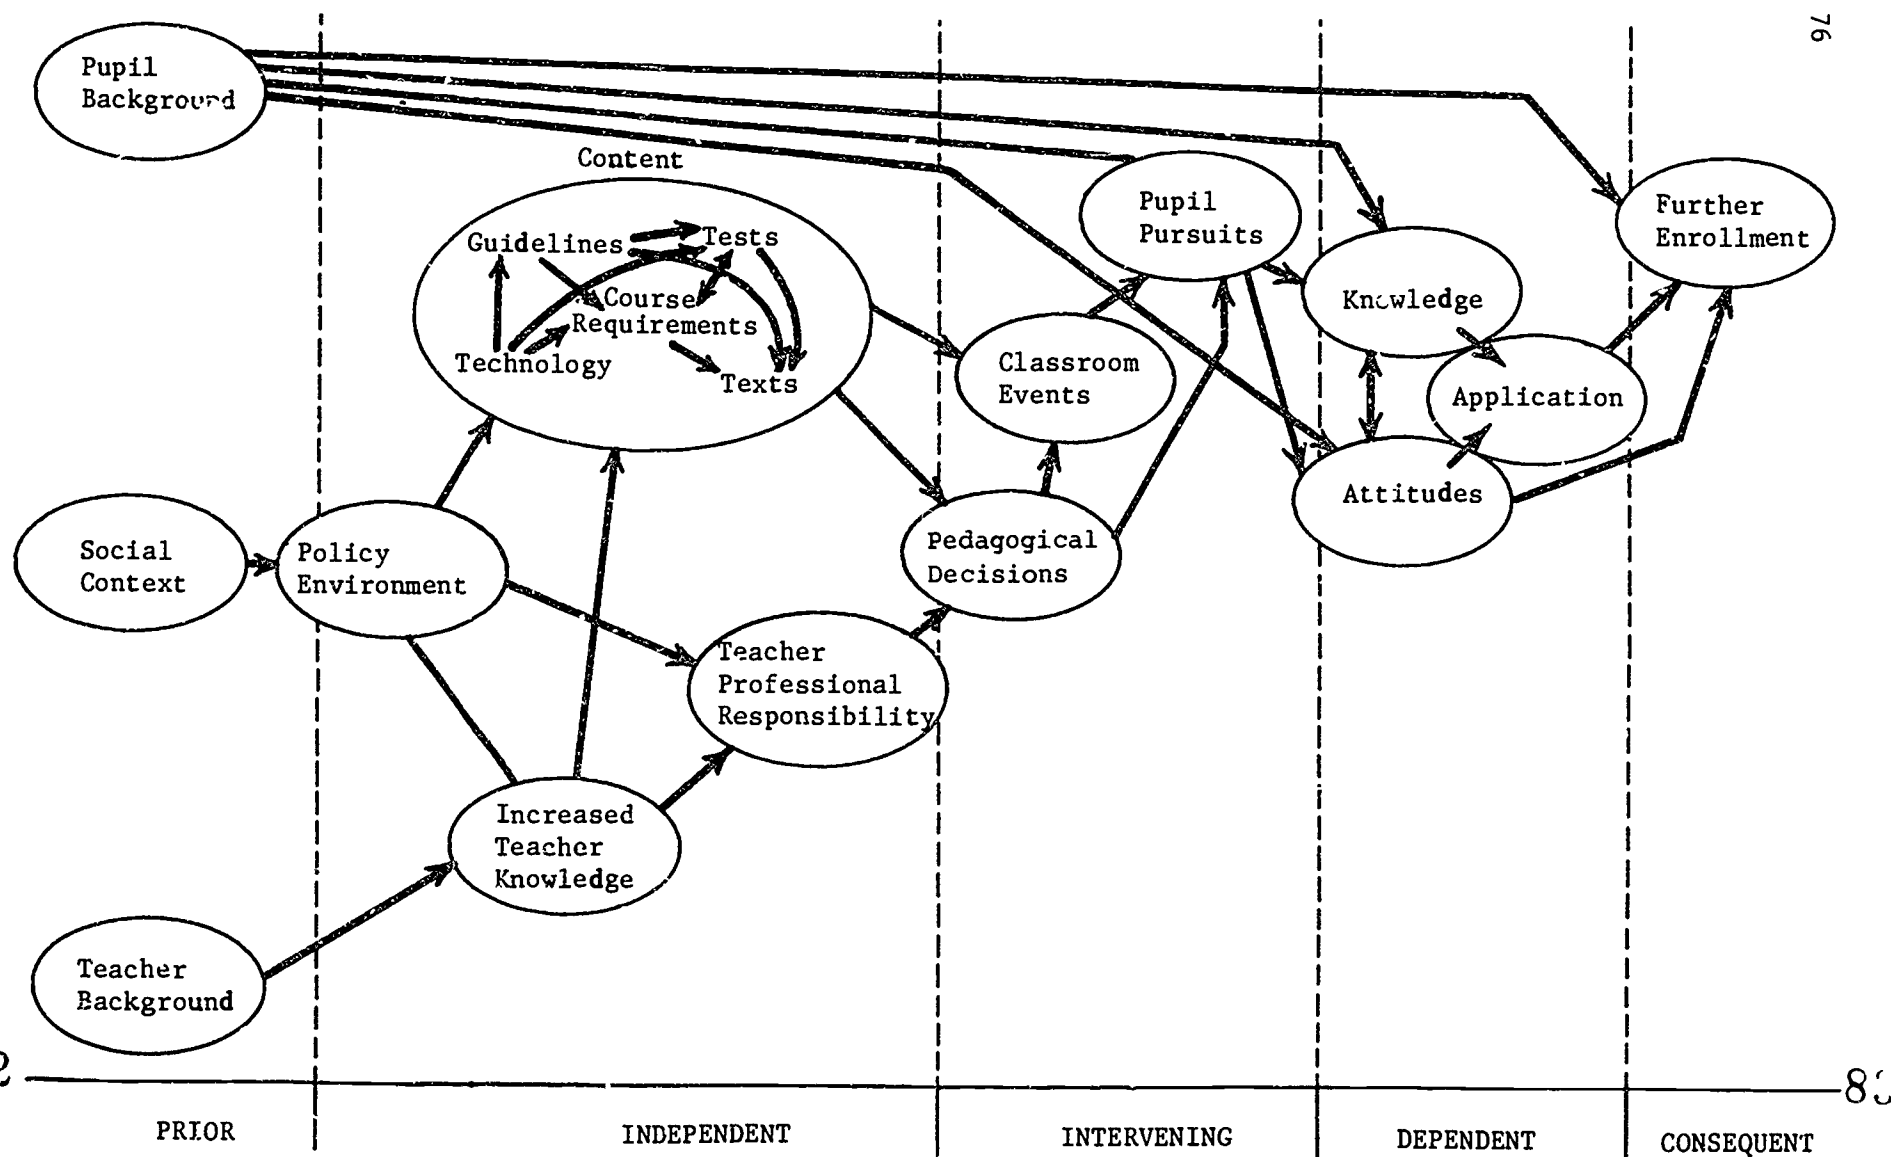 76
Pupil
Background
Content
Guidelines
Tests
Course
Requirements
Technology
Texts
Pupil
Pursuits
Further
Enrollment
Knowledge
Classroom
Events
Application
Attitudes
Social
Context
Policy
Environment
Pedagogical
Decisions
Teacher
Professional
Responsibility
Increased
Teacher
Knowledge
Teacher
Background
PRIOR
INDEPENDENT
INTERVENING
DEPENDENT
CONSEQUENT